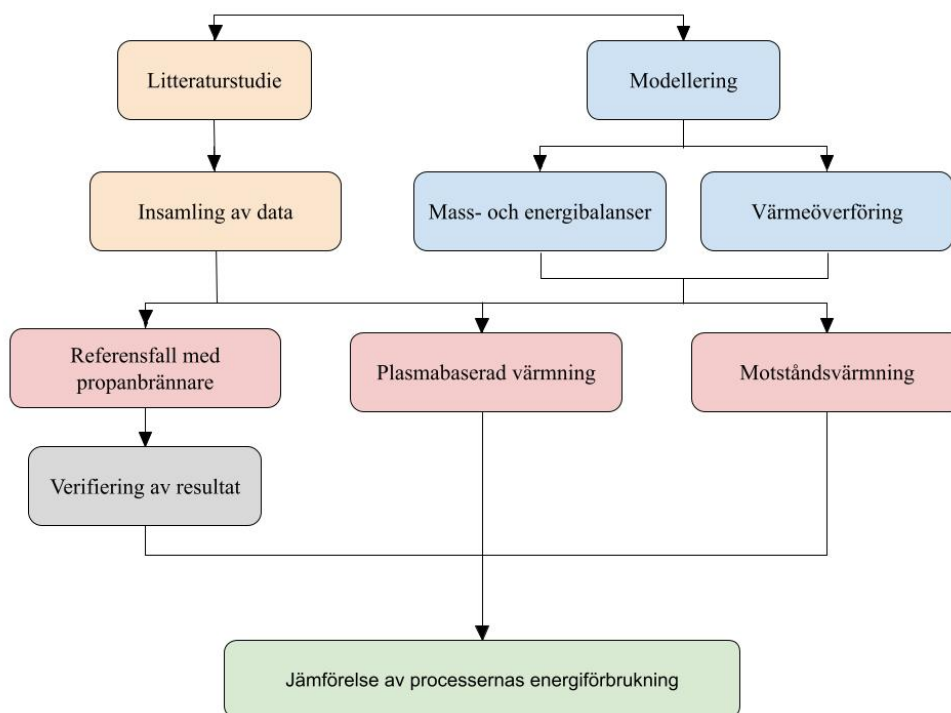 Litteraturstudie
Modellering
Insamling av data
Mass- och energibalanser
Värmeöverföring
Referensfall med
propanbrännare
Plasmabaserad värmning
Motståndsvärmning
Verifiering av resultat
Jämförelse av processernas energiförbrukning